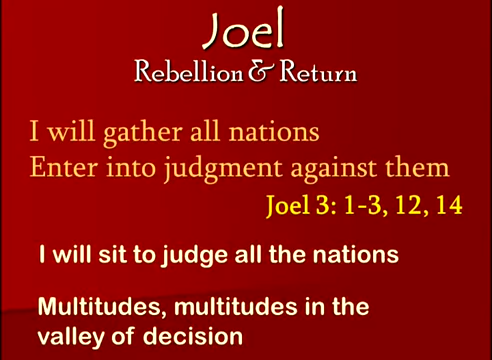 Joel
Rebellion & Return
I will gather all nations
Enter into judgment against them
Joel 3: 1-3, 12, 14
I will sit to judge all the nations
Multitudes, multitudes in the
valley of decision